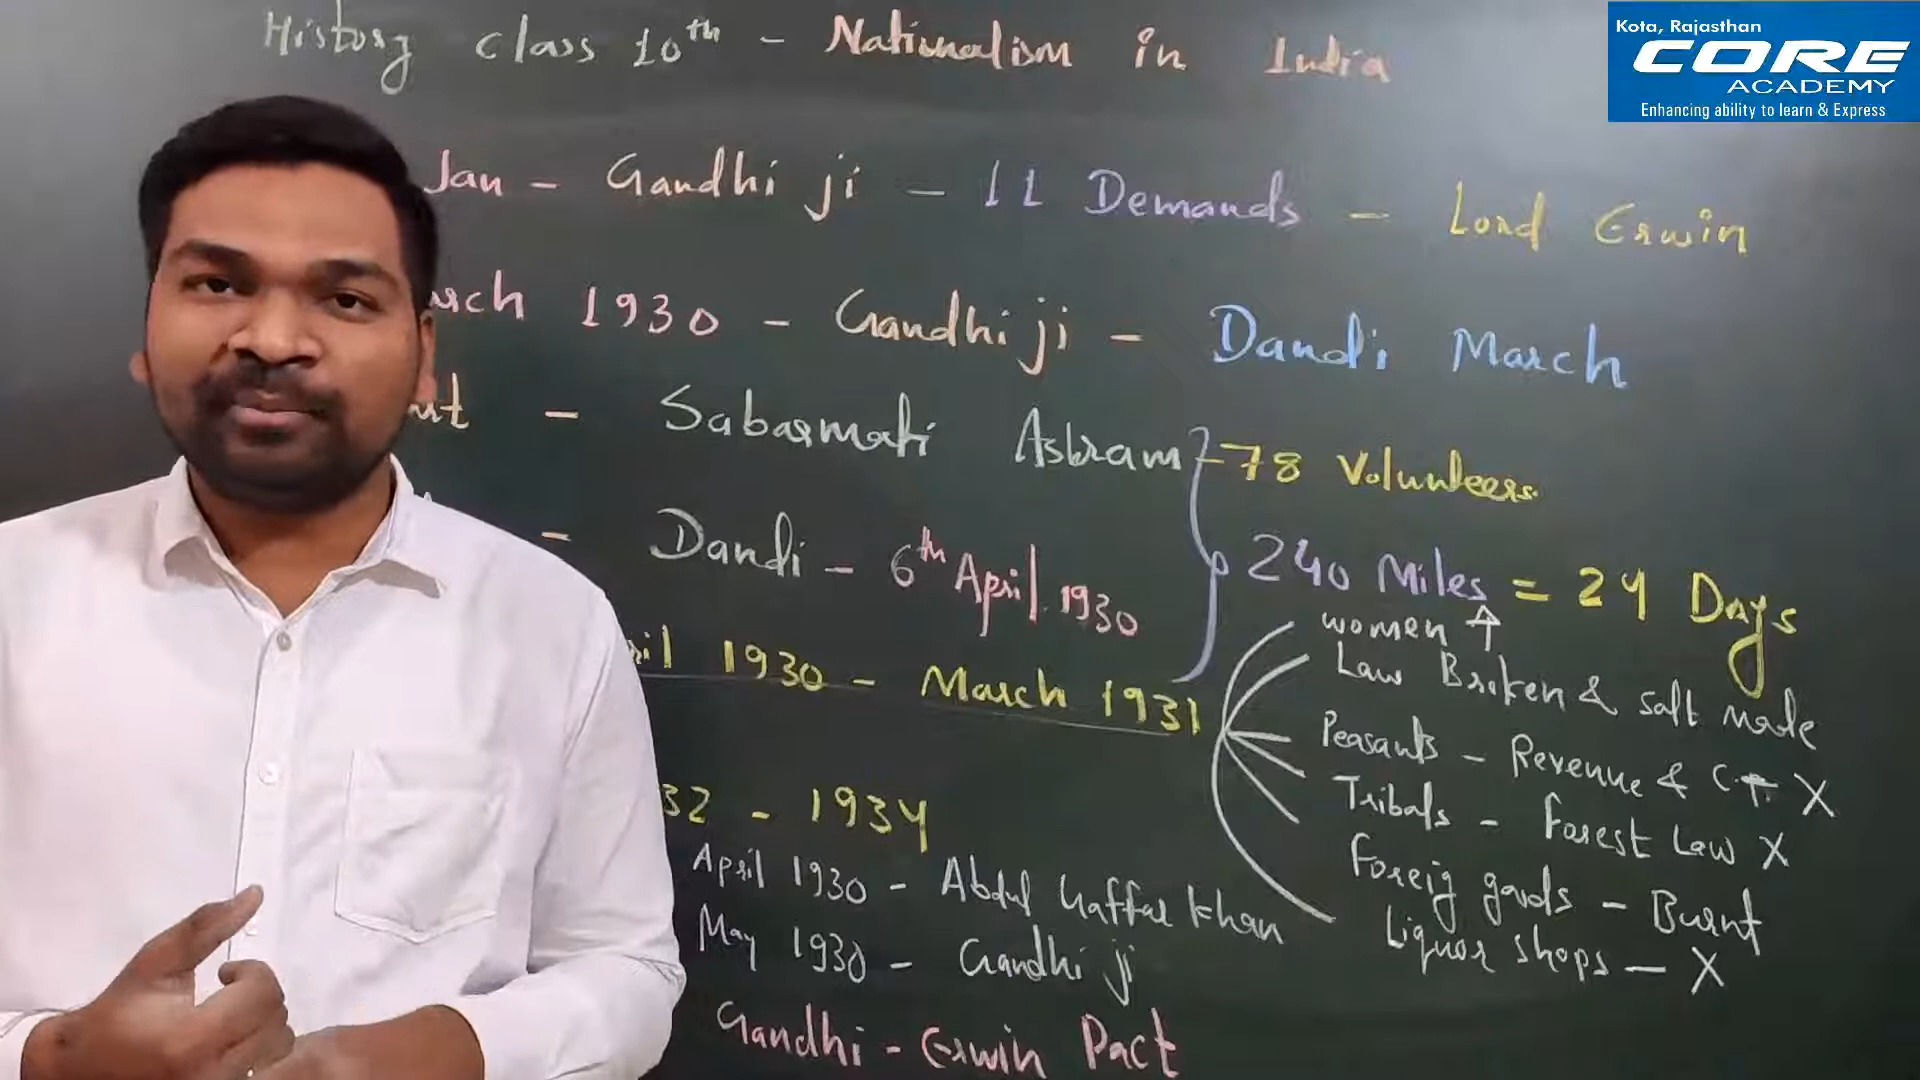 History class 10th - Nationalism in India
Kota, Rajasthan
CORE
ACADEMY
Enhancing ability to learn & Express
Jan - Gandhi ji - 11 Demands - Lord Erwin
rch 1930 - Gandhi ji - Dandi March
- Sabarmati Ashram - 78 Volunteers
- Dandi - 6th April 1930
240 Miles = 24 Days
women ↑
ril 1930 - March 1931
Law Broken & salt made
Peasants - Revenue & C.T. X
Tribals - Forest Law X
32 - 1934
Foreig goods - Burnt
April 1930 - Abdul Gaffar Khan
Liquor shops - X
May 1930 - Gandhi ji
Gandhi - Erwin Pact